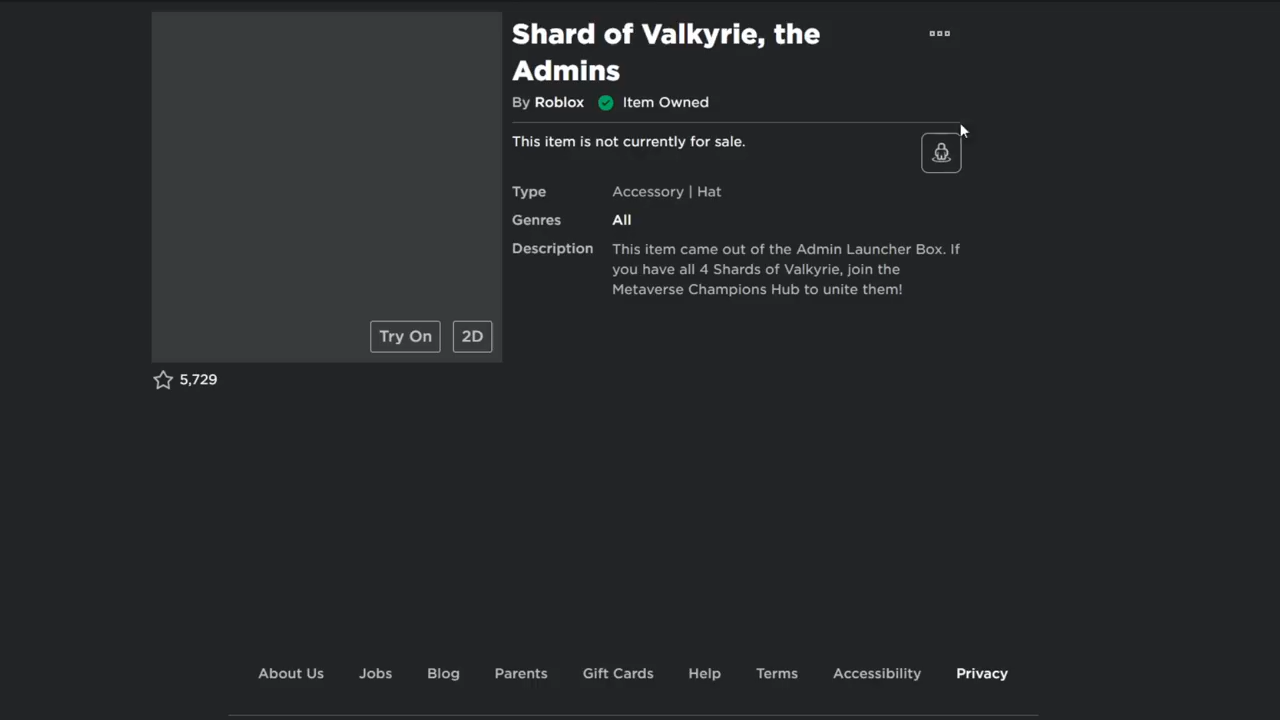 Shard of Valkyrie, the
Admins
By Roblox Item Owned
This item is not currently for sale.
Type Accessory | Hat
Genres All
Description This item came out of the Admin Launcher Box. If
you have all 4 Shards of Valkyrie, join the
Metaverse Champions Hub to unite them!
Try On 2D
5,729
About Us Jobs Blog Parents Gift Cards Help Terms Accessibility Privacy